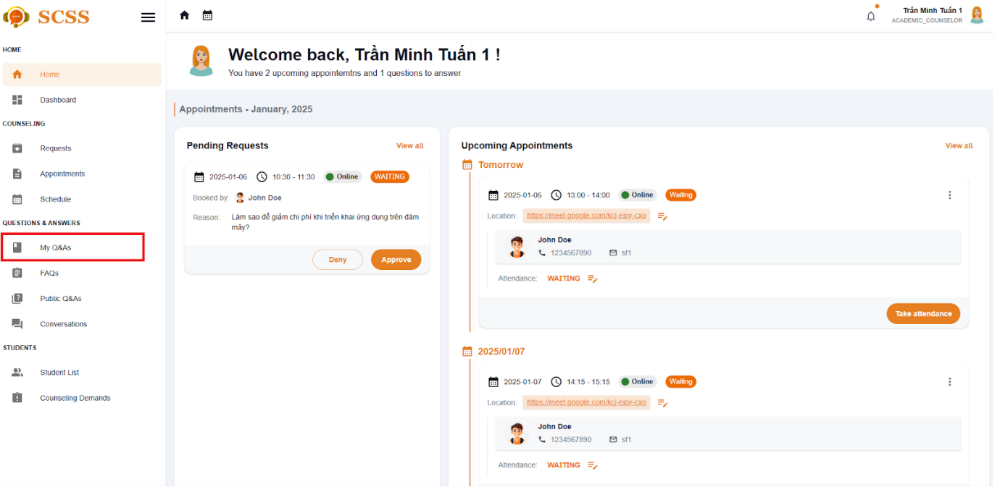 SCSS
Trần Minh Tuấn 1
ACADEMIC_COUNSELOR
HOME
Home
Dashboard
COUNSELING
Requests
Appointments
Schedule
QUESTIONS & ANSWERS
My Q&As
FAQs
Public Q&As
Conversations
STUDENTS
Student List
Counseling Demands
Welcome back, Trần Minh Tuấn 1 !
You have 2 upcoming appointemtns and 1 questions to answer
Appointments - January, 2025
Pending Requests View all
2025-01-06 10:30 - 11:30 Online WAITING
Booked by: John Doe
Reason: Làm sao để giảm chi phí khi triển khai ứng dụng trên đám
mây?
Deny Approve
Upcoming Appointments View all
Tomorrow
2025-01-06 13:00 - 14:00 Online Waiting
Location: https://meet.google.com/kcj-eipy-cxo
John Doe
1234567890 sf1
Attendance: WAITING
Take attendance
2025/01/07
2025-01-07 14:15 - 15:15 Online Waiting
Location: https://meet.google.com/kcj-eipy-cxo
John Doe
1234567890 sf1
Attendance: WAITING